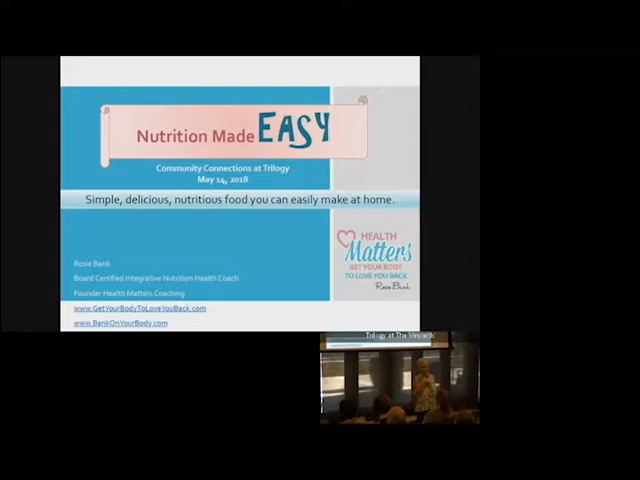 Nutrition Made EASY
Community Connections at Trilogy
May 14, 2018
Simple, delicious, nutritious food you can easily make at home.
HEALTH
Matters
GET YOUR BODY
TO LOVE YOU BACK
Rosie Bank
Rosie Bank
Board Certified Integrative Nutrition Health Coach
Founder Health Matters Coaching
www.GetYourBodyToLoveYouBack.com
www.BankOnYourBody.com
Trilogy at The Vineyards